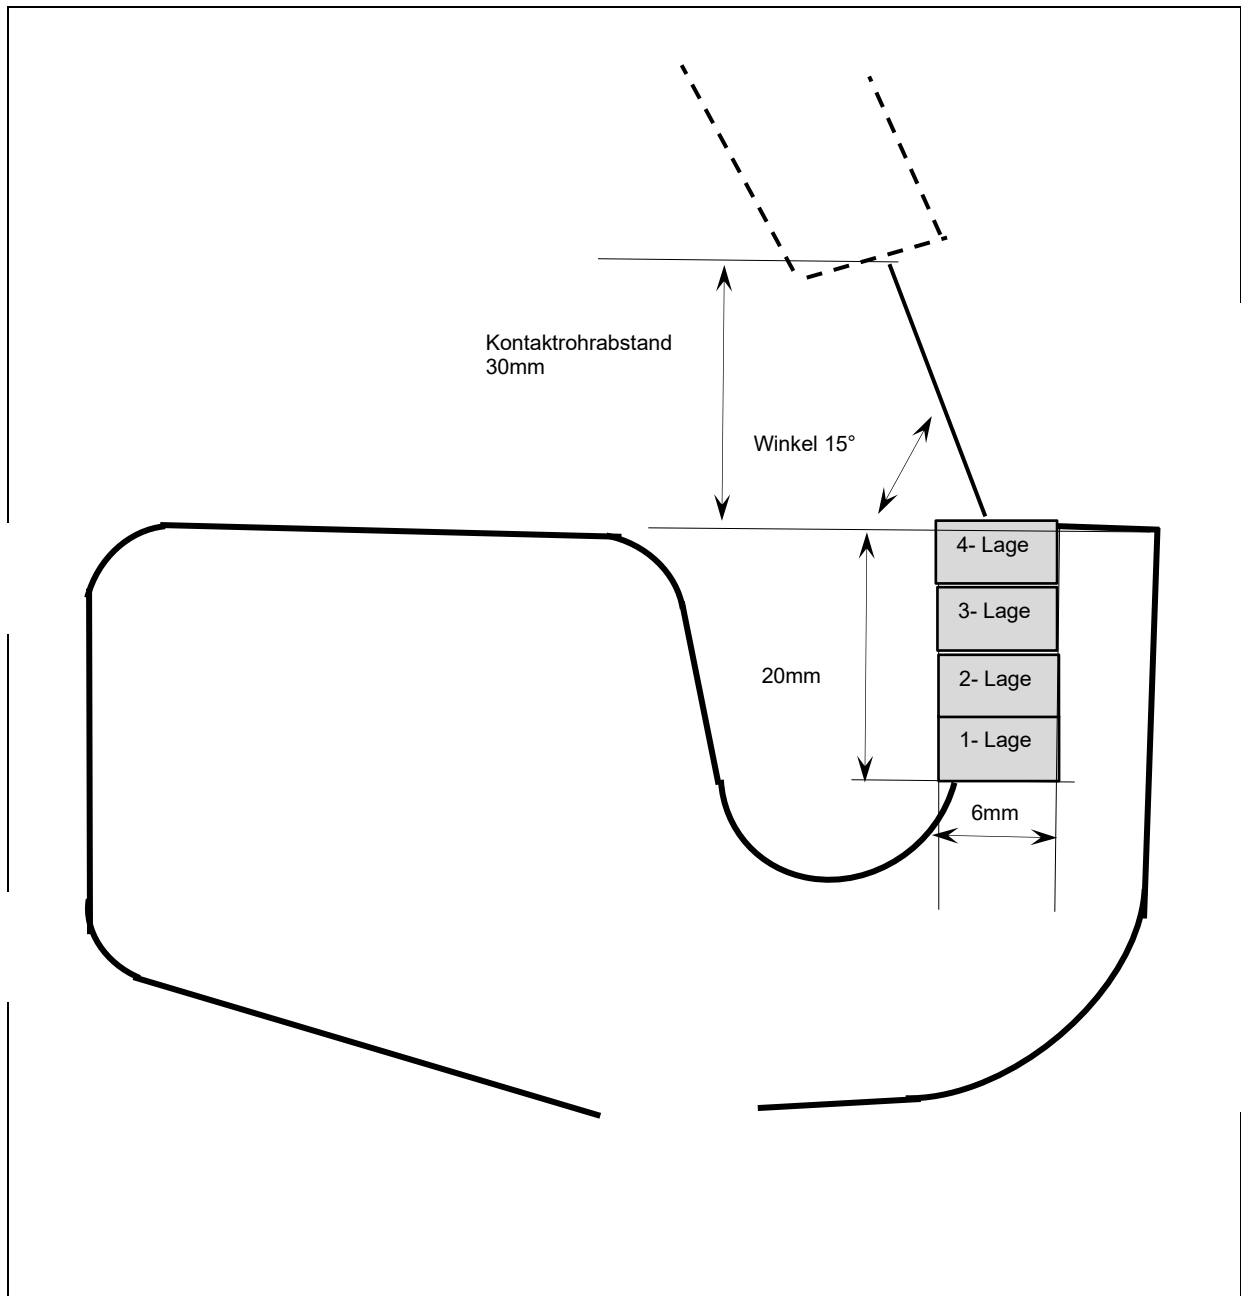 Kontaktrohrabstand
30mm
Winkel 15°
4- Lage
3- Lage
20mm
2- Lage
1- Lage
6mm